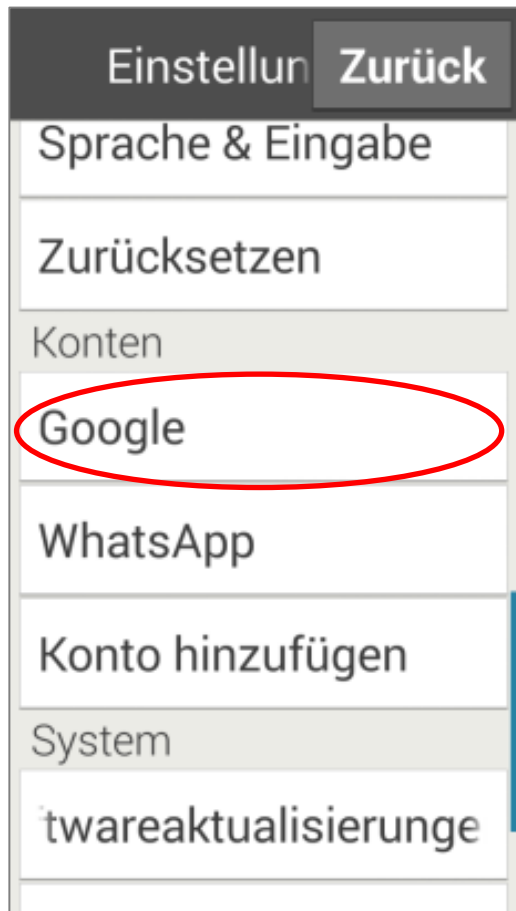 Einstellun Zurück
Sprache & Eingabe
Zurücksetzen
Konten
Google
WhatsApp
Konto hinzufügen
System
twareaktualisierunge